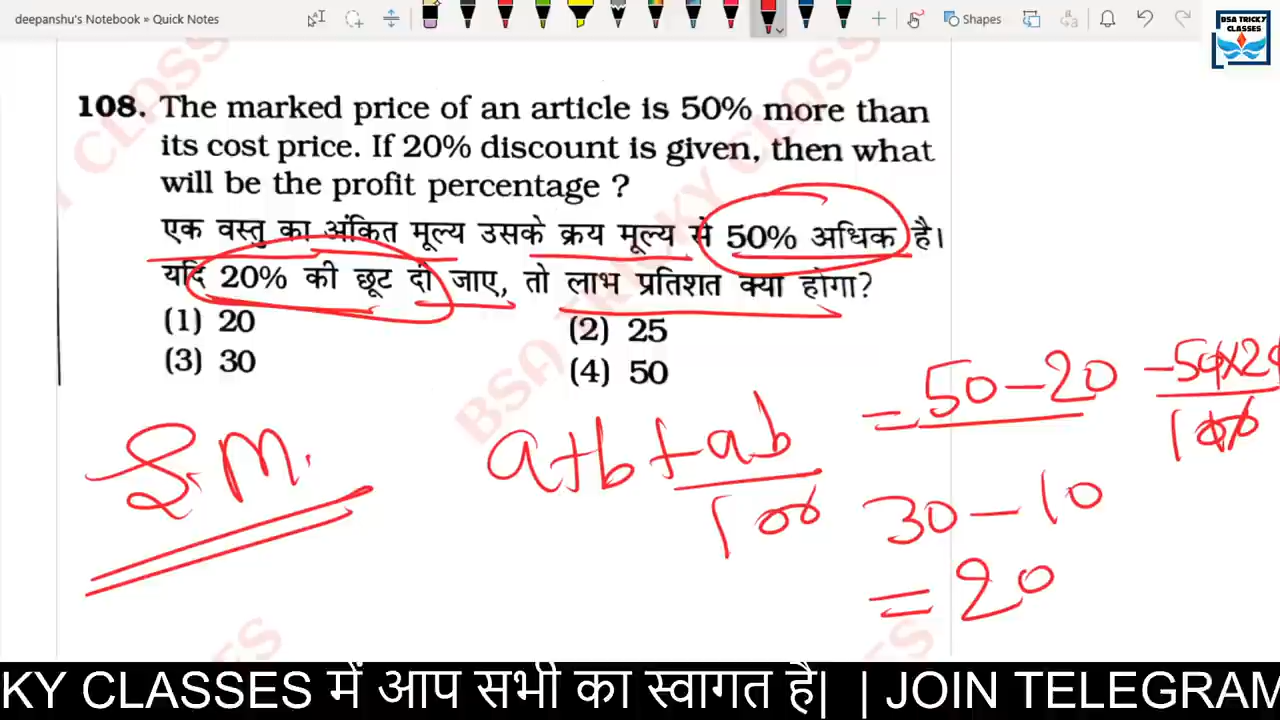 deepanshu's Notebook » Quick Notes
Shapes
BSA TRICKY
CLASSES
108. The marked price of an article is 50% more than
its cost price. If 20% discount is given, then what
will be the profit percentage ?
एक वस्तु का अंकित मूल्य उसके क्रय मूल्य से 50% अधिक है।
यदि 20% की छूट दी जाए, तो लाभ प्रतिशत क्या होगा?
(1) 20 (2) 25
(3) 30 (4) 50
S.M.
a+b+ab/100
= 50-20 -50×20/100
30-10
= 20
KY CLASSES में आप सभी का स्वागत है| | JOIN TELEGRAM